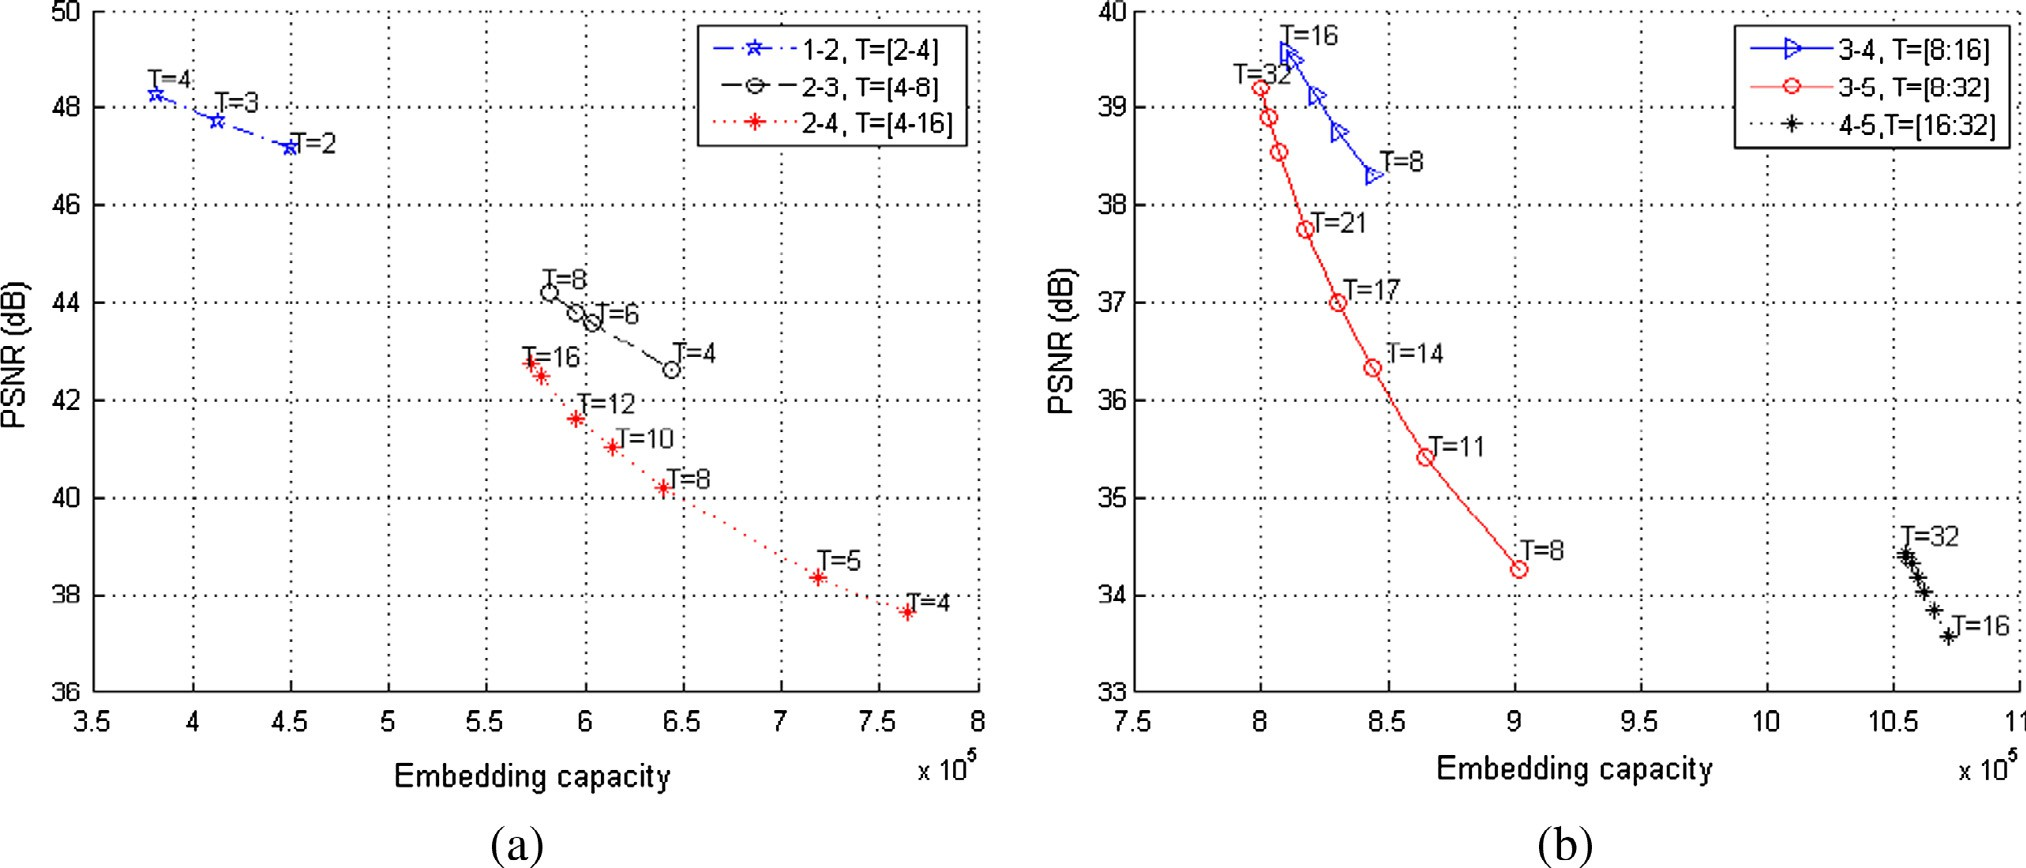 50
48
46
44
42
40
38
36
3.5 4 4.5 5 5.5 6 6.5 7 7.5 8
PSNR (dB)
Embedding capacity
x 10^5
1-2, T=[2-4]
2-3, T=[4-8]
2-4, T=[4-16]
T=4
T=3
T=2
T=8
T=6
T=4
T=16
T=12
T=10
T=8
T=5
T=4
(a)
40
39
38
37
36
35
34
33
7.5 8 8.5 9 9.5 10 10.5 11
PSNR (dB)
Embedding capacity
x 10^5
3-4, T=[8:16]
3-5, T=[8:32]
4-5,T=[16:32]
T=16
T=32
T=8
T=21
T=17
T=14
T=11
T=8
T=32
T=16
(b)